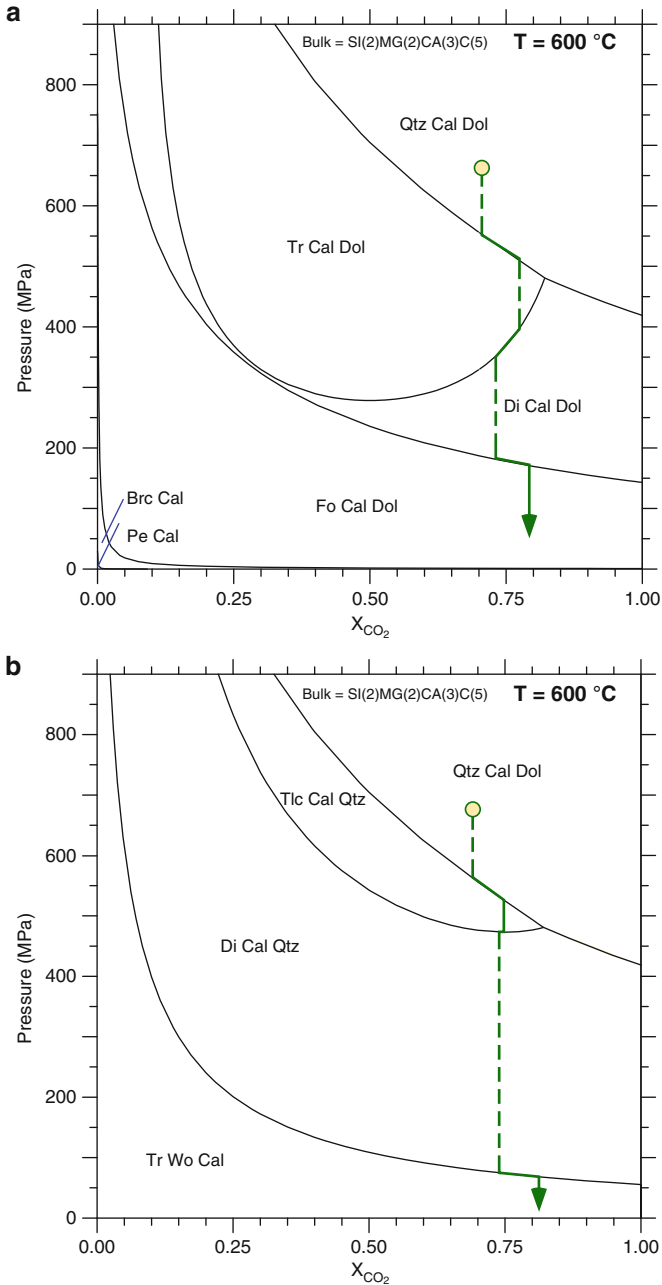 a
Bulk = SI(2)MG(2)CA(3)C(5) T = 600 °C
800
Qtz Cal Dol
600
Tr Cal Dol
Pressure (MPa)
400
Di Cal Dol
200
Brc Cal
Fo Cal Dol
Pe Cal
0
0.00 0.25 0.50 0.75 1.00
XCO2
b
Bulk = SI(2)MG(2)CA(3)C(5) T = 600 °C
800
Qtz Cal Dol
Tlc Cal Qtz
600
Pressure (MPa)
Di Cal Qtz
400
200
Tr Wo Cal
0
0.00 0.25 0.50 0.75 1.00
XCO2